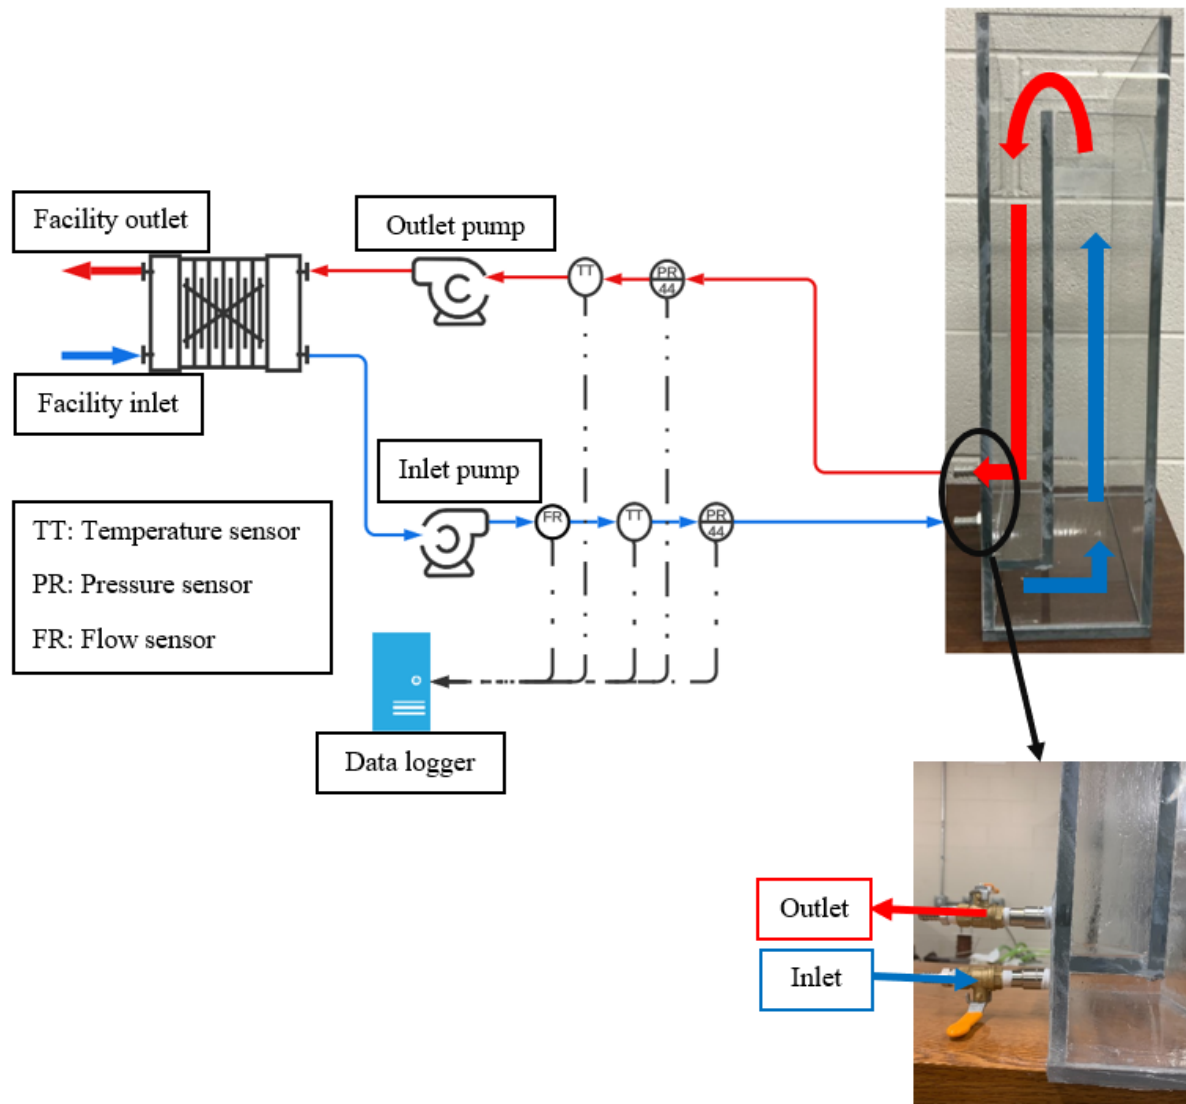 Facility outlet
Outlet pump
TT
PR
44
Facility inlet
Inlet pump
FR
TT
PR
44
TT: Temperature sensor
PR: Pressure sensor
FR: Flow sensor
Data logger
Outlet
Inlet